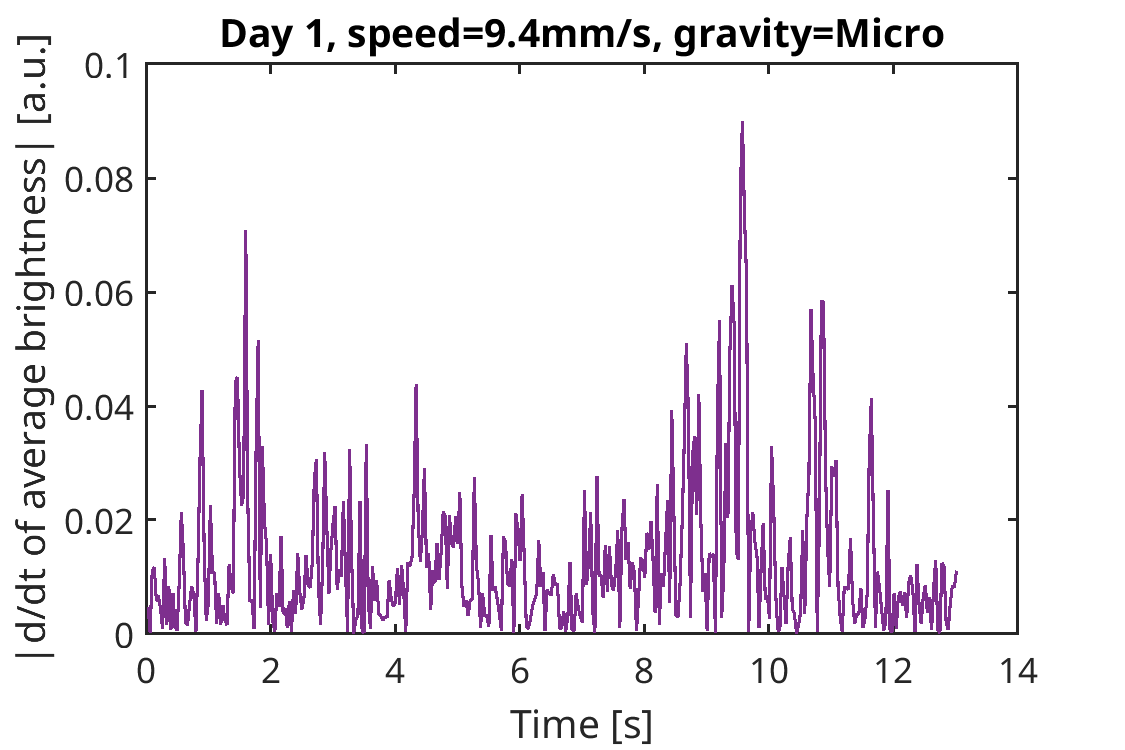 Day 1, speed=9.4mm/s, gravity=Micro
|d/dt of average brightness| [a.u.]
0.1
0.08
0.06
0.04
0.02
0
0 2 4 6 8 10 12 14
Time [s]